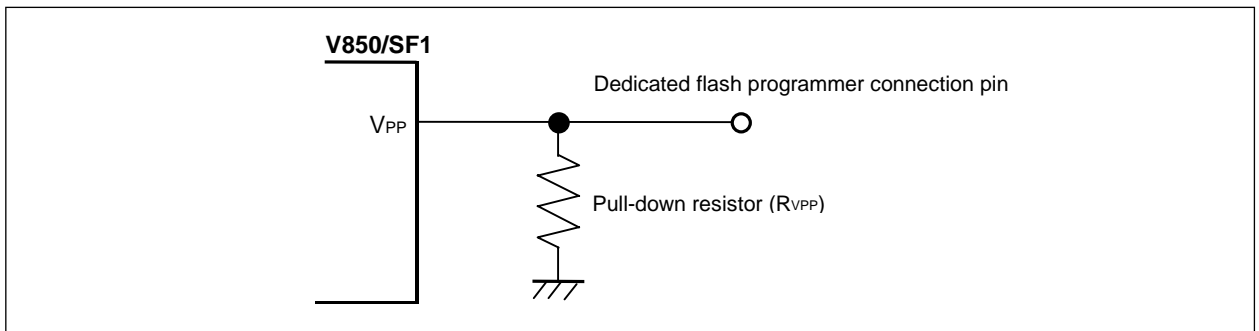 V850/SF1
Dedicated flash programmer connection pin
VPP
Pull-down resistor (RVPP)